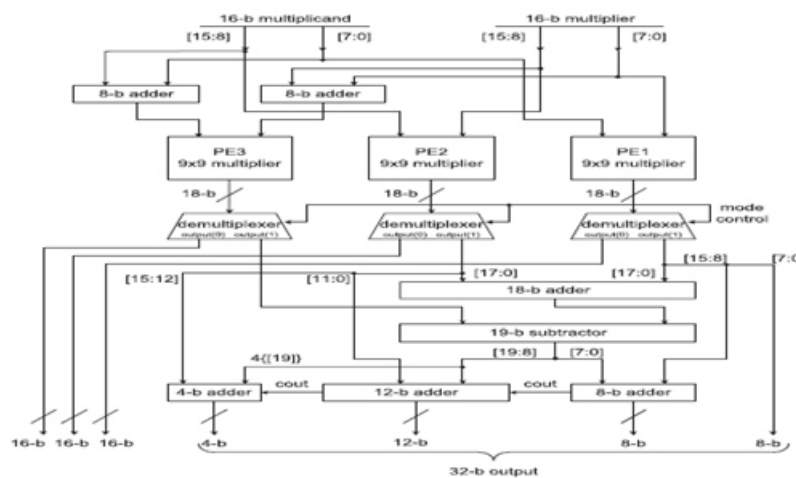 16-b multiplicand 16-b multiplier
[15:8] [7:0] [15:8] [7:0]
8-b adder 8-b adder
PE3 PE2 PE1
9x9 multiplier 9x9 multiplier 9x9 multiplier
18-b 18-b 18-b
mode
control
demultiplexer demultiplexer demultiplexer
output(0) output(1) output(0) output(1) output(0) output(1)
[15:12] [11:0] [17:0] [17:0] [15:8]
18-b adder
19-b subtractor
4{[19]} [19:8] [7:0]
4-b adder cout 12-b adder cout 8-b adder
16-b 16-b 16-b 4-b 12-b 8-b 8-b
32-b output